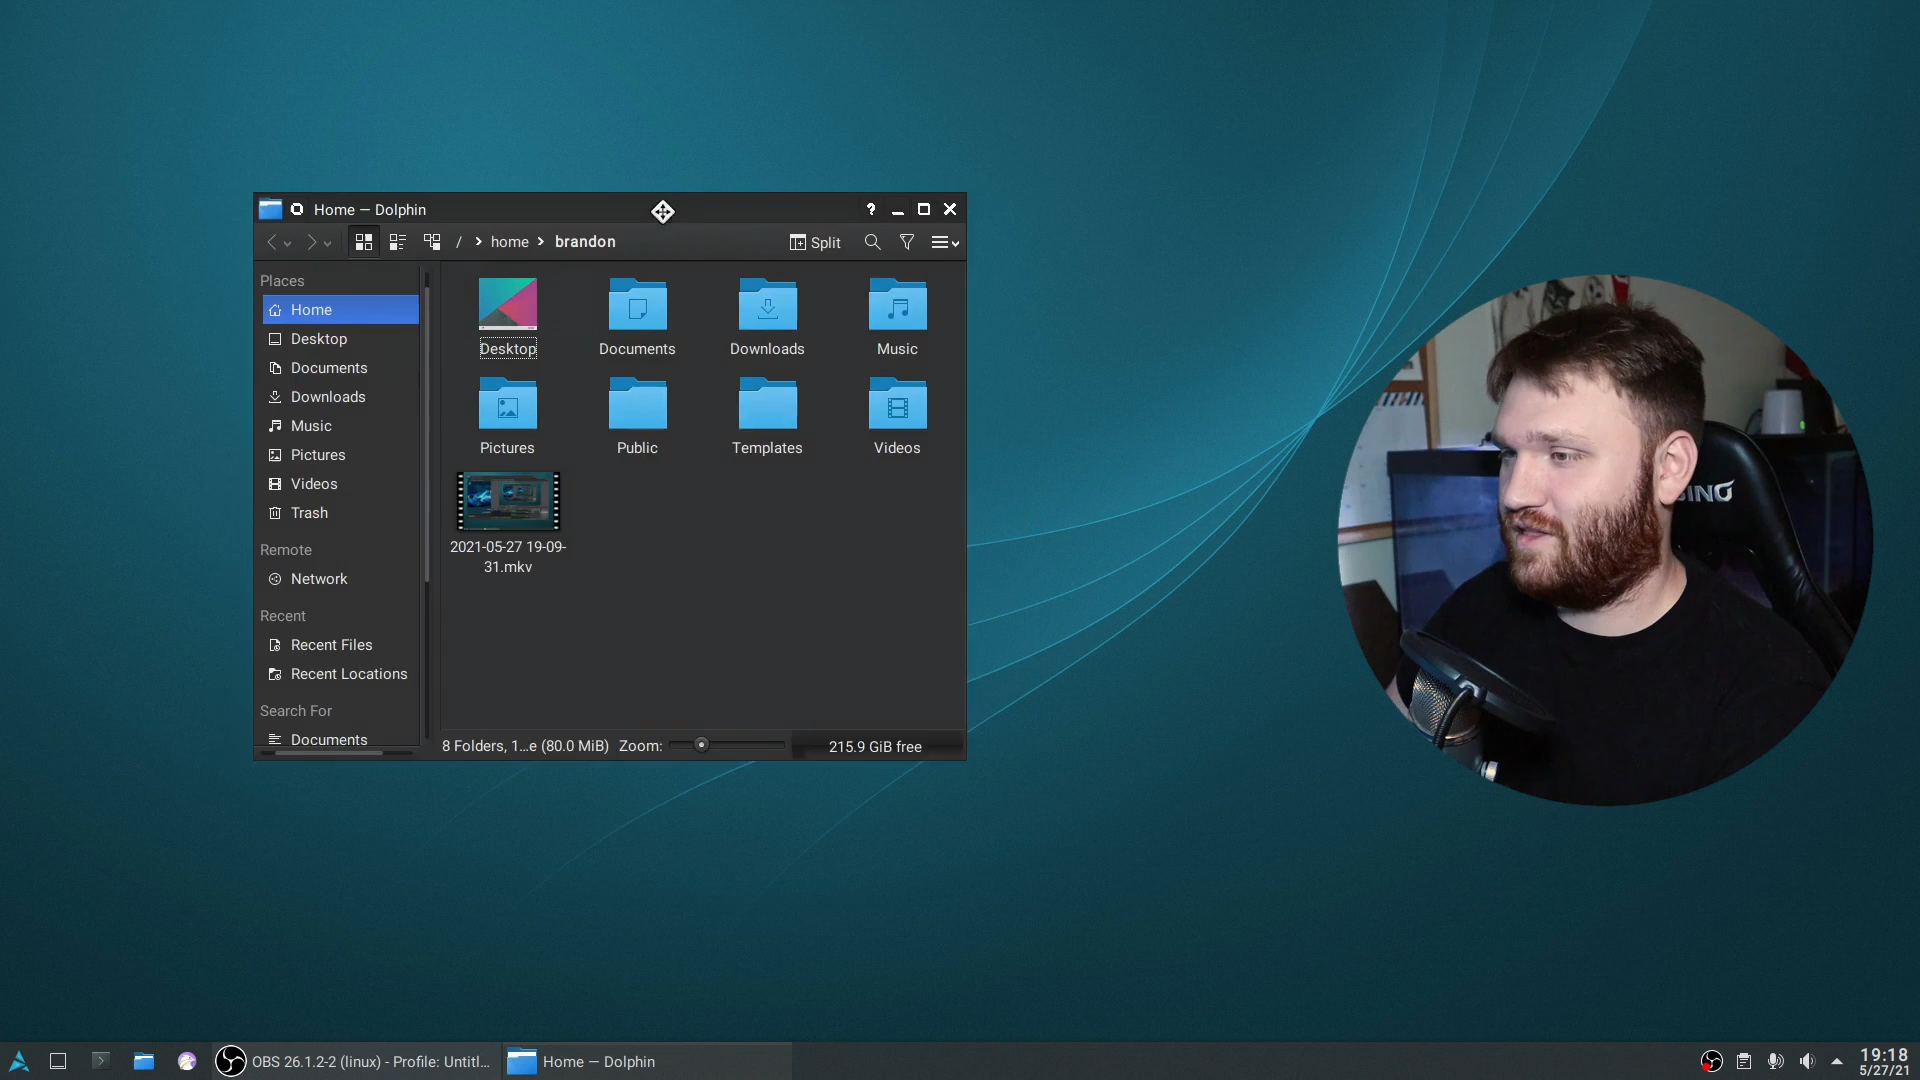 Home — Dolphin
/ > home > brandon
Split
Places
Home
Desktop
Documents
Downloads
Music
Pictures
Videos
Trash
Remote
Network
Recent
Recent Files
Recent Locations
Search For
Documents
Desktop
Documents
Downloads
Music
Pictures
Public
Templates
Videos
2021-05-27 19-09-
31.mkv
8 Folders, 1...e (80.0 MiB)
Zoom:
215.9 GiB free
OBS 26.1.2-2 (linux) - Profile: Untitl...
Home — Dolphin
19:18
5/27/21